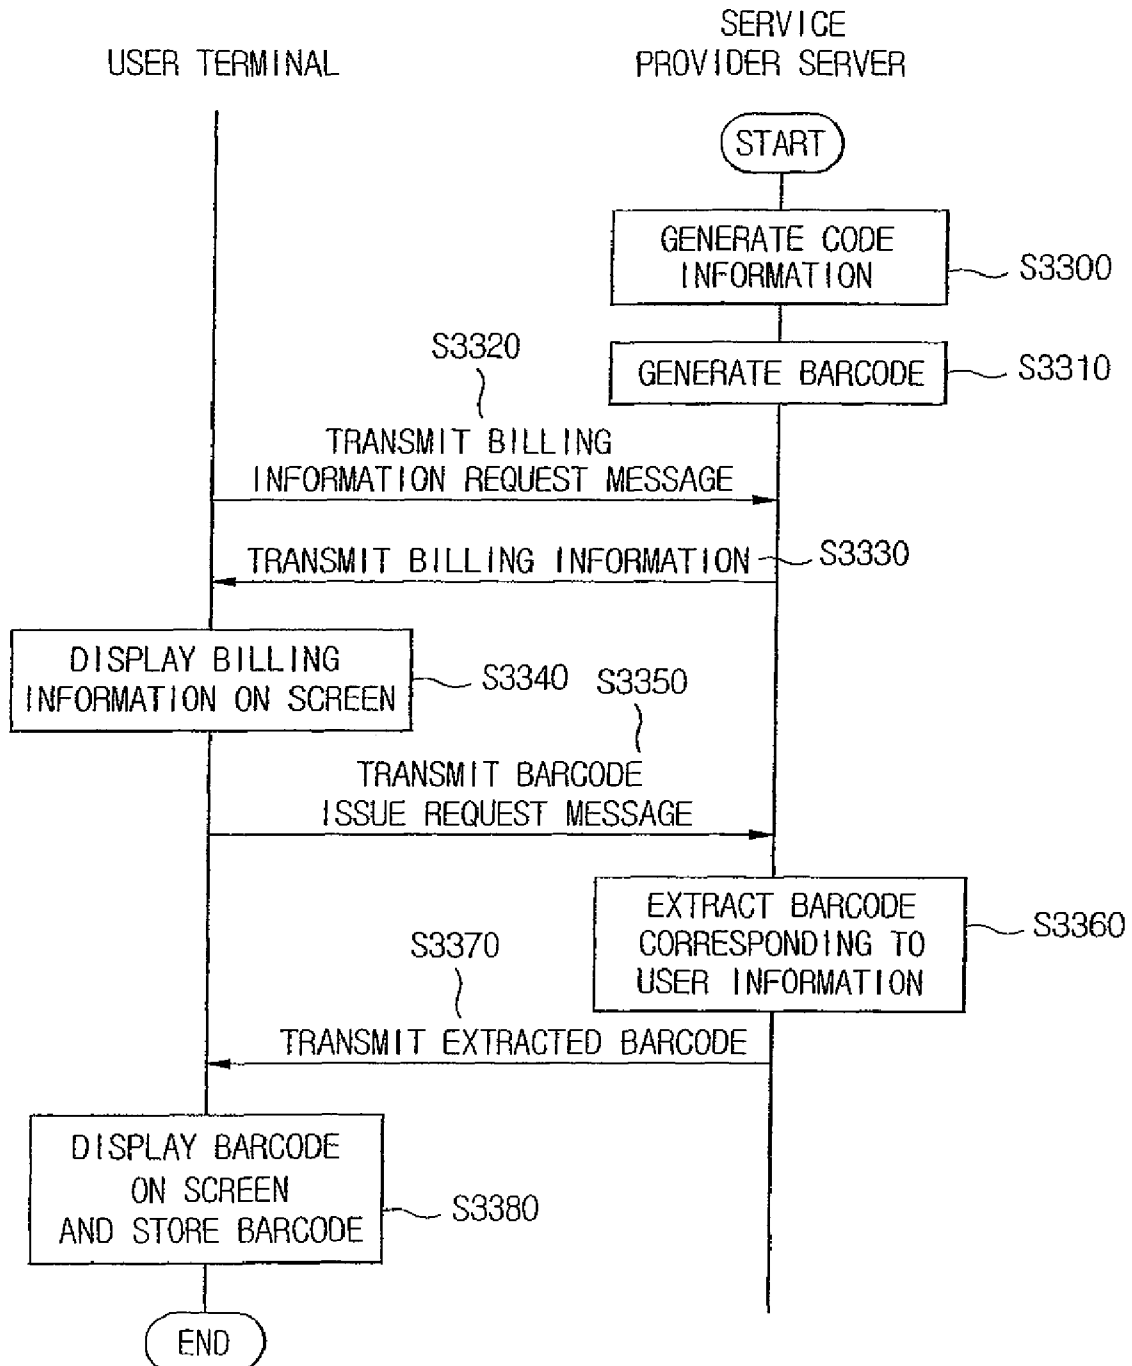 USER TERMINAL
SERVICE
PROVIDER SERVER
START
GENERATE CODE
INFORMATION
S3300
GENERATE BARCODE
S3310
S3320
TRANSMIT BILLING
INFORMATION REQUEST MESSAGE
TRANSMIT BILLING INFORMATION
S3330
DISPLAY BILLING
INFORMATION ON SCREEN
S3340
S3350
TRANSMIT BARCODE
ISSUE REQUEST MESSAGE
EXTRACT BARCODE
CORRESPONDING TO
USER INFORMATION
S3360
S3370
TRANSMIT EXTRACTED BARCODE
DISPLAY BARCODE
ON SCREEN
AND STORE BARCODE
S3380
END